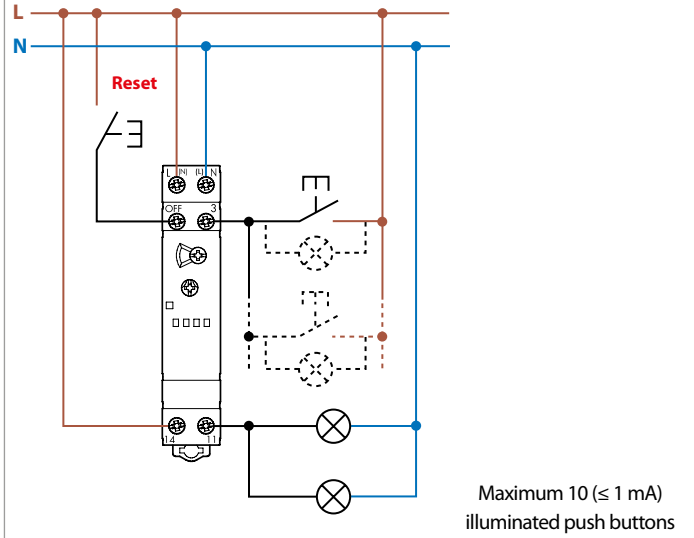 L
N
Reset
L (N) (L) N
OFF 3
14 11
Maximum 10 (≤ 1 mA)
illuminated push buttons